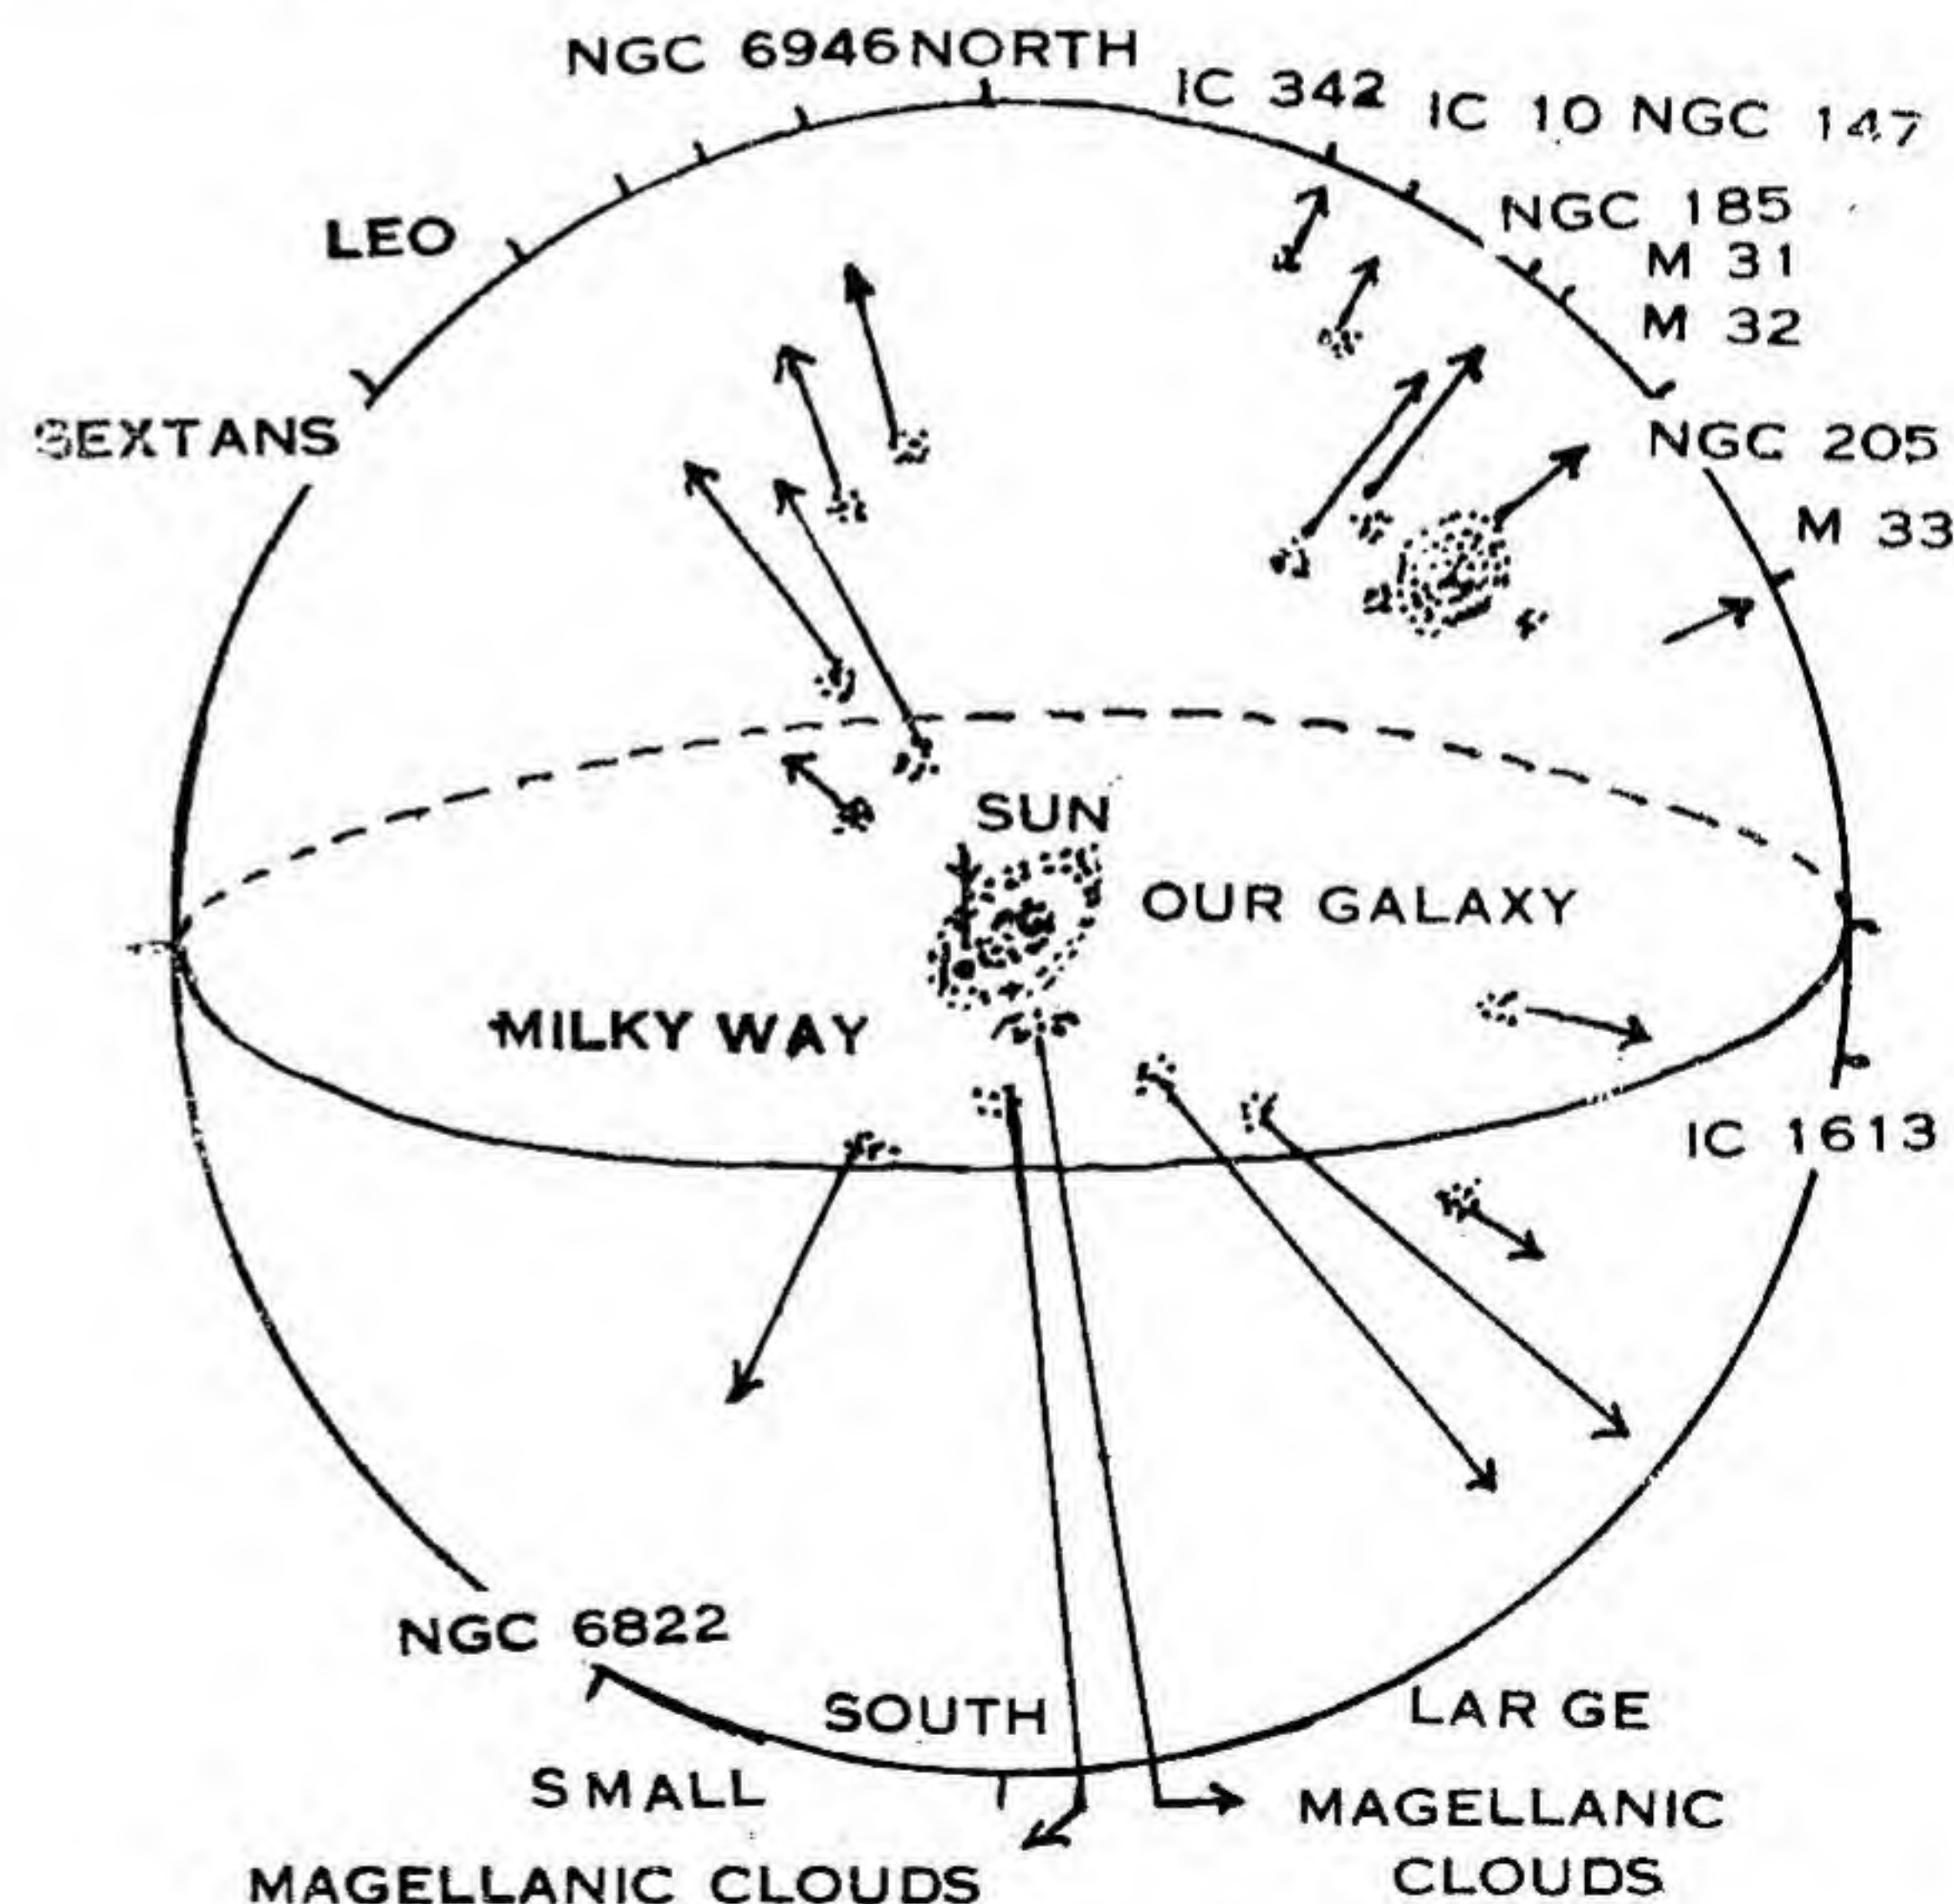 NGC 6946 NORTH
IC 342
IC 10 NGC 147
NGC 185
M 31
M 32
LEO
SEXTANS
NGC 205
M 33
SUN
OUR GALAXY
MILKY WAY
IC 1613
NGC 6822
SOUTH
SMALL
MAGELLANIC CLOUDS
LARGE
MAGELLANIC
CLOUDS